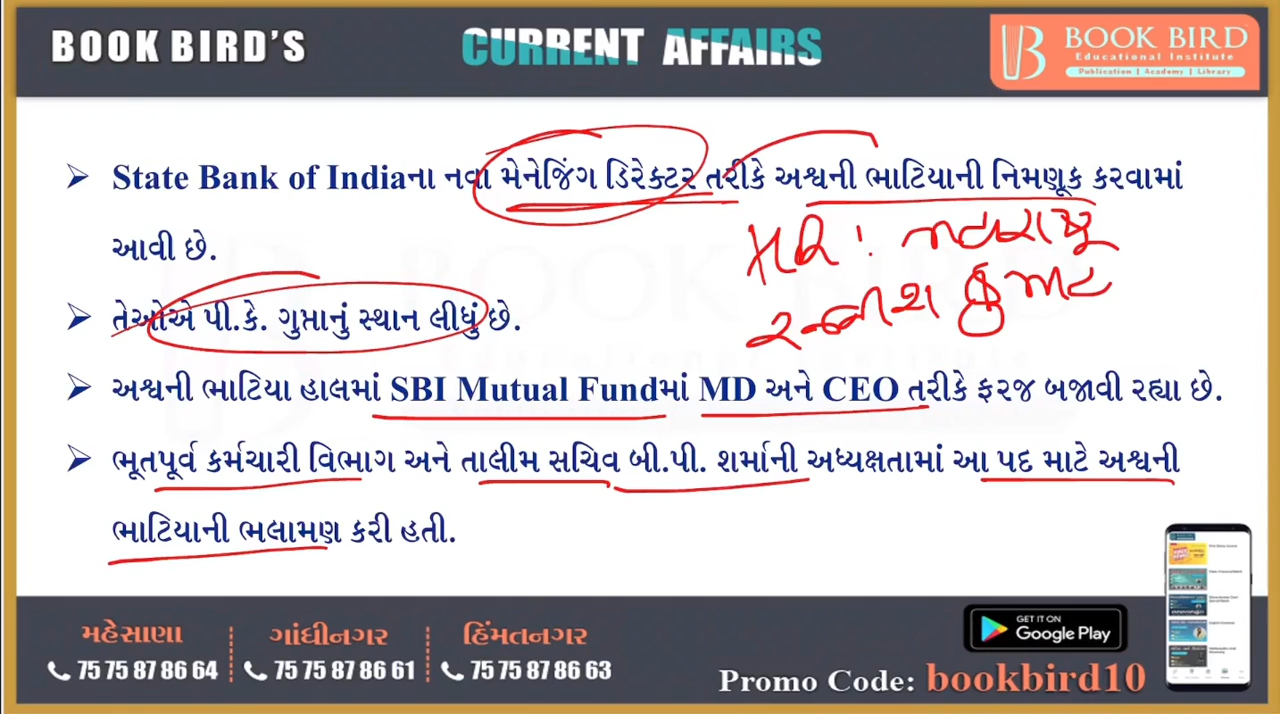 BOOK BIRD'S
CURRENT AFFAIRS
BOOK BIRD
Educational Institute
Publication | Academy | Library
State Bank of Indiaના નવા મેનેજિંગ ડિરેક્ટર તરીકે અશ્વની ભાટિયાની નિમણૂક કરવામાં
આવી છે.
તેઓએ પી.કે. ગુપ્તાનું સ્થાન લીધું છે.
રજનીશ કુમાર
અશ્વની ભાટિયા હાલમાં SBI Mutual Fundમાં MD અને CEO તરીકે ફરજ બજાવી રહ્યા છે.
ભૂતપૂર્વ કર્મચારી વિભાગ અને તાલીમ સચિવ બી.પી. શર્માની અધ્યક્ષતામાં આ પદ માટે અશ્વની
ભાટિયાની ભલામણ કરી હતી.
મહેસાણા
75 75 87 86 64
ગાંધીનગર
75 75 87 86 61
હિંમતનગર
75 75 87 86 63
GET IT ON
Google Play
Promo Code: bookbird10